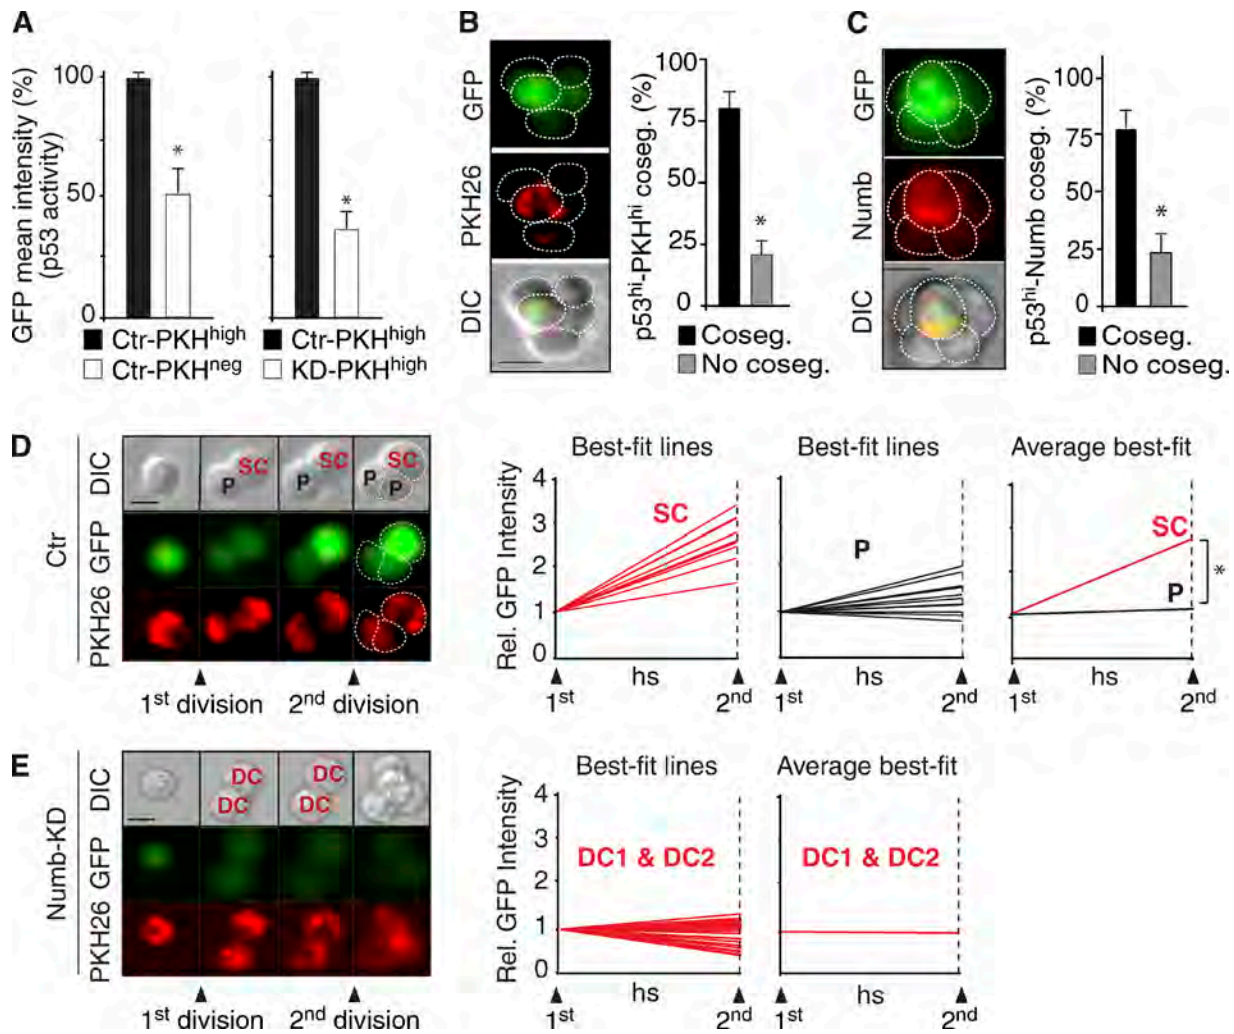 A
GFP mean intensity (%)
(p53 activity)
100
50
0
*
*
Ctr-PKHhigh
Ctr-PKHneg
Ctr-PKHhigh
KD-PKHhigh
B
GFP
PKH26
DIC
p53hi-PKHhi coseg. (%)
100
75
50
25
0
*
Coseg.
No coseg.
C
GFP
Numb
DIC
p53hi-Numb coseg. (%)
100
75
50
25
0
*
Coseg.
No coseg.
D
Ctr
DIC
GFP
PKH26
SC
P
SC
P
SC
P
P
1st division
2nd division
Best-fit lines
Rel. GFP Intensity
4
3
2
1
0
SC
hs
1st
2nd
Best-fit lines
P
hs
1st
2nd
Average best-fit
SC
P
*
hs
1st
2nd
E
Numb-KD
DIC
GFP
PKH26
DC
DC
DC
DC
1st division
2nd division
Best-fit lines
Rel. GFP Intensity
4
3
2
1
0
DC1 & DC2
hs
1st
2nd
Average best-fit
DC1 & DC2
hs
1st
2nd